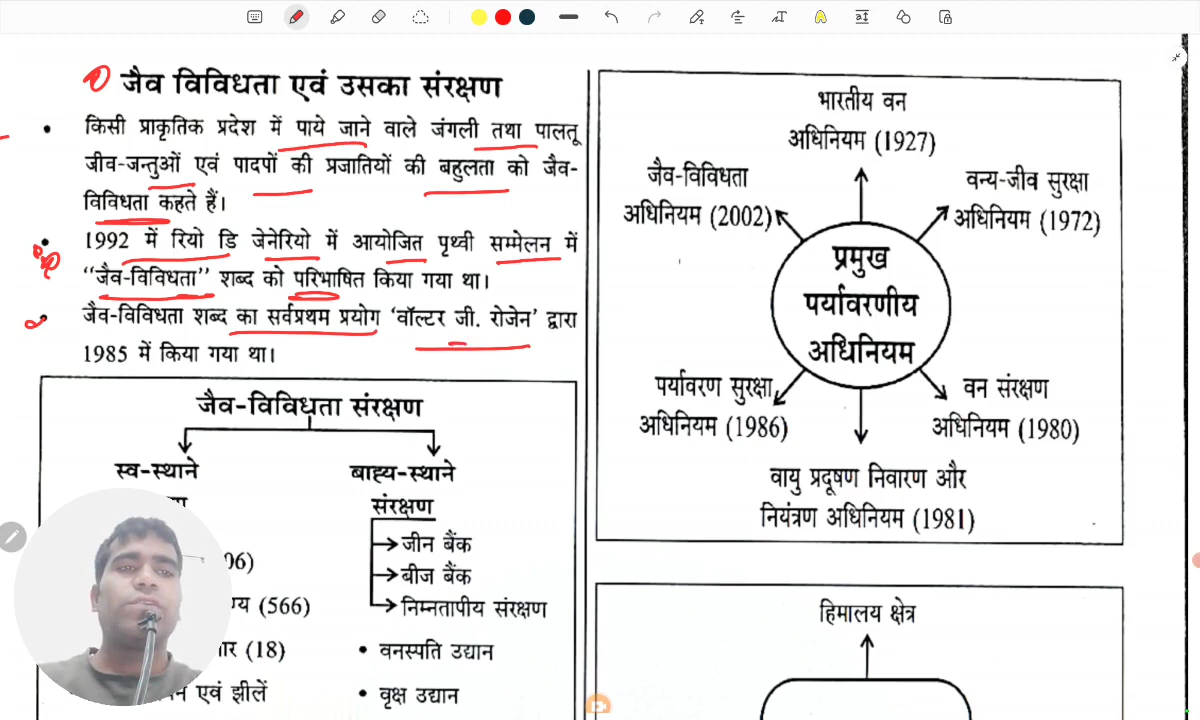 जैव विविधता एवं उसका संरक्षण
• किसी प्राकृतिक प्रदेश में पाये जाने वाले जंगली तथा पालतू
जीव-जन्तुओं एवं पादपों की प्रजातियों की बहुलता को जैव-
विविधता कहते हैं।
• 1992 में रियो डि जेनेरियो में आयोजित पृथ्वी सम्मेलन में
“जैव-विविधता” शब्द को परिभाषित किया गया था।
• जैव-विविधता शब्द का सर्वप्रथम प्रयोग ‘वॉल्टर जी. रोजेन’ द्वारा
1985 में किया गया था।
जैव-विविधता संरक्षण
स्व-स्थाने
बाह्य-स्थाने
संरक्षण
जीन बैंक
06)
बीज बैंक
ण्य (566)
निम्नतापीय संरक्षण
(18)
• वनस्पति उद्यान
एवं झीलें
• वृक्ष उद्यान
भारतीय वन
अधिनियम (1927)
जैव-विविधता
अधिनियम (2002)
वन्य-जीव सुरक्षा
अधिनियम (1972)
प्रमुख
पर्यावरणीय
अधिनियम
पर्यावरण सुरक्षा
अधिनियम (1986)
वन संरक्षण
अधिनियम (1980)
वायु प्रदूषण निवारण और
नियंत्रण अधिनियम (1981)
हिमालय क्षेत्र